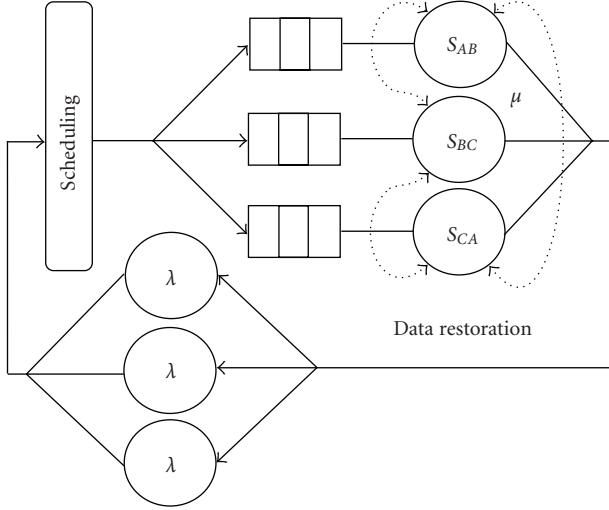 Scheduling
S_AB
μ
S_BC
S_CA
λ
Data restoration
λ
λ